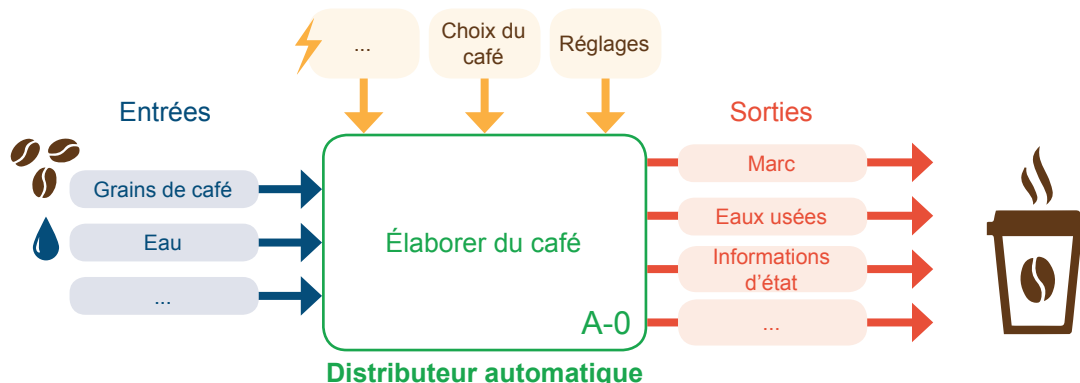 ...
Choix du
café
Réglages
Entrées
Sorties
Grains de café
Eau
...
Élaborer du café
A-0
Marc
Eaux usées
Informations
d'état
...
Distributeur automatique